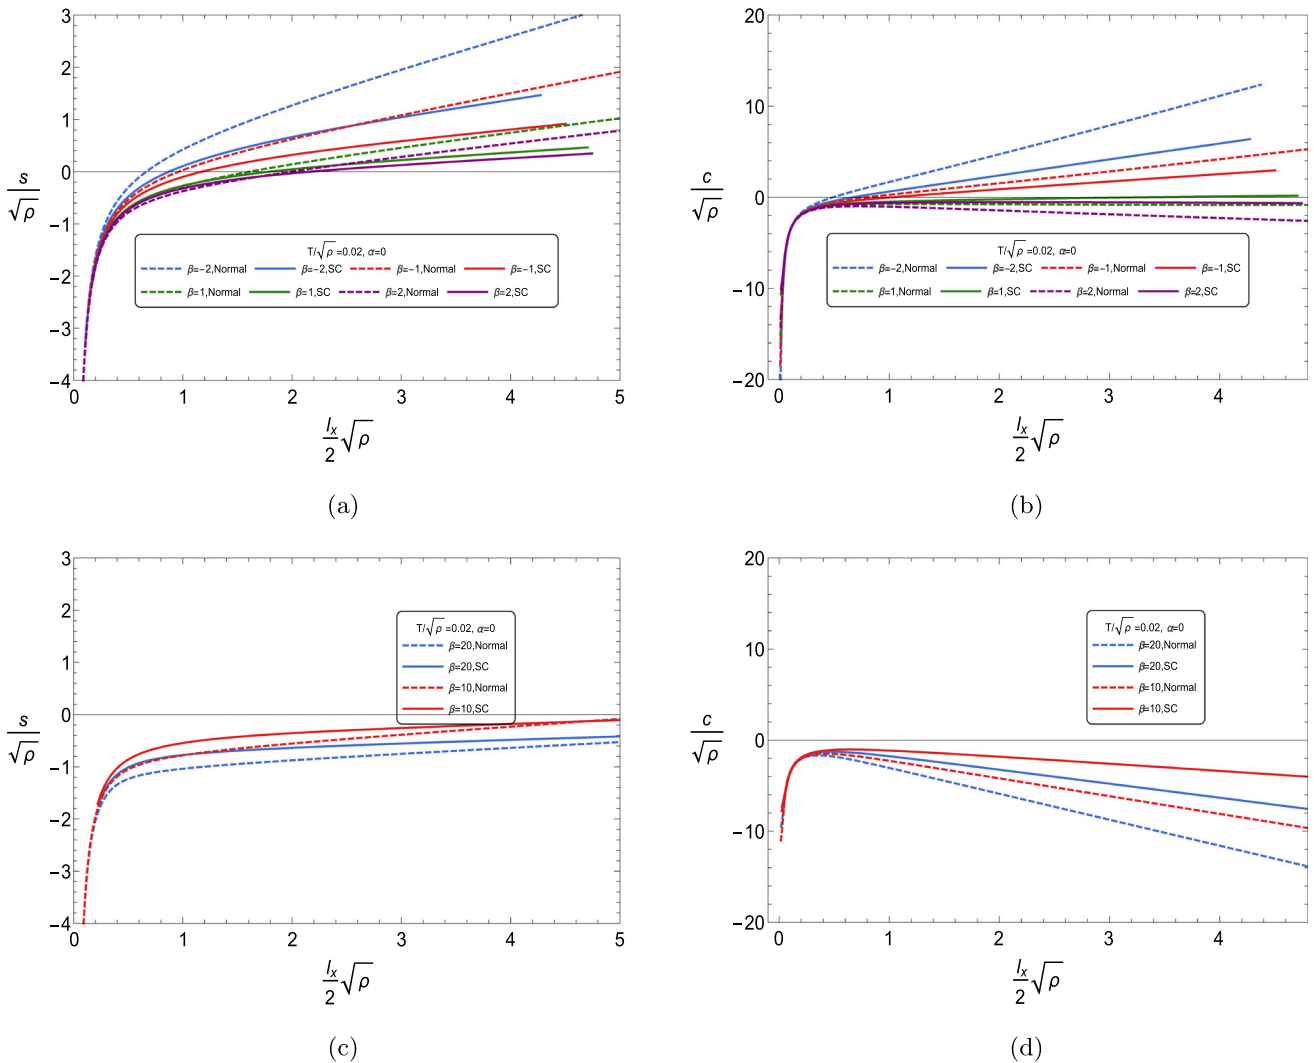 3
2
1
0
−1
−2
−3
−4
s
√ρ
T/√ρ =0.02, α=0
β=−2,Normal β=−2,SC β=−1,Normal β=−1,SC
β=1,Normal β=1,SC β=2,Normal β=2,SC
0 1 2 3 4 5
l_x/2 √ρ
(a)
20
10
0
−10
−20
c
√ρ
T/√ρ =0.02, α=0
β=−2,Normal β=−2,SC β=−1,Normal β=−1,SC
β=1,Normal β=1,SC β=2,Normal β=2,SC
0 1 2 3 4
l_x/2 √ρ
(b)
3
2
1
0
−1
−2
−3
−4
s
√ρ
T/√ρ =0.02, α=0
β=20,Normal
β=20,SC
β=10,Normal
β=10,SC
0 1 2 3 4 5
l_x/2 √ρ
(c)
20
10
0
−10
−20
c
√ρ
T/√ρ =0.02, α=0
β=20,Normal
β=20,SC
β=10,Normal
β=10,SC
0 1 2 3 4
l_x/2 √ρ
(d)